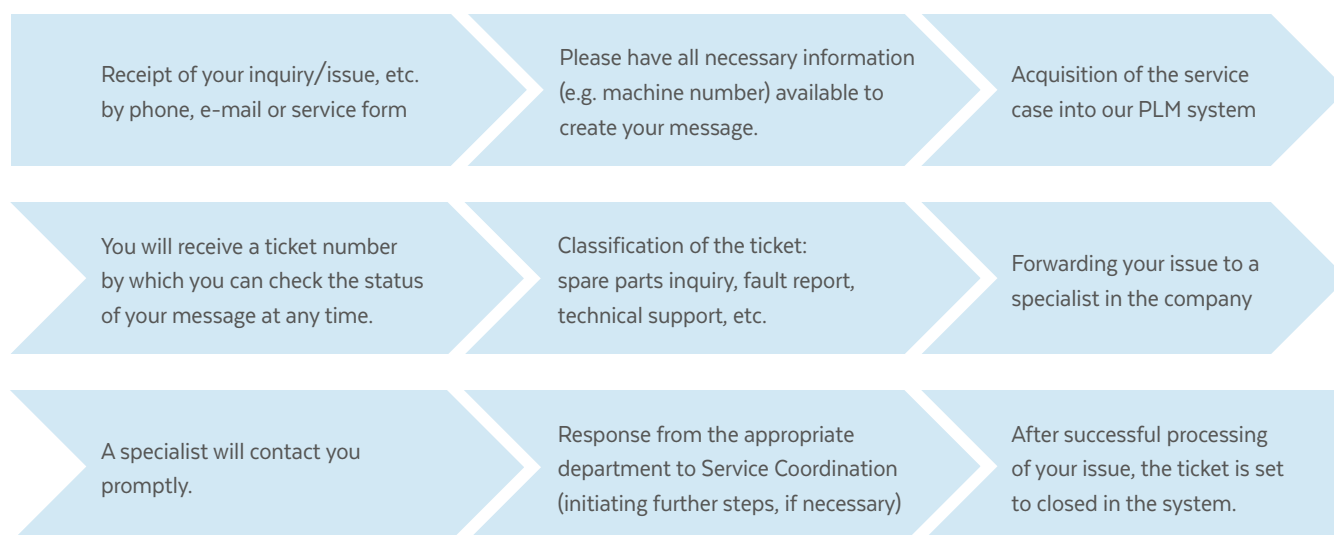 Receipt of your inquiry/issue, etc.
by phone, e-mail or service form
Please have all necessary information
(e.g. machine number) available to
create your message.
Acquisition of the service
case into our PLM system
You will receive a ticket number
by which you can check the status
of your message at any time.
Classification of the ticket:
spare parts inquiry, fault report,
technical support, etc.
Forwarding your issue to a
specialist in the company
A specialist will contact you
promptly.
Response from the appropriate
department to Service Coordination
(initiating further steps, if necessary)
After successful processing
of your issue, the ticket is set
to closed in the system.